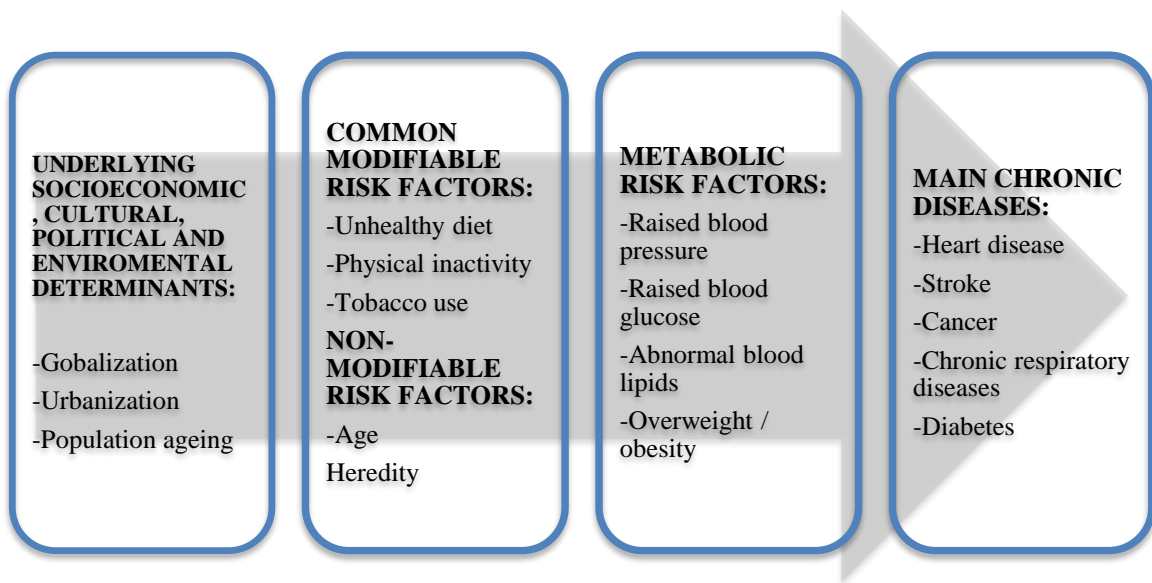 UNDERLYING
SOCIOECONOMIC
, CULTURAL,
POLITICAL AND
ENVIROMENTAL
DETERMINANTS:
-Gobalization
-Urbanization
-Population ageing
COMMON
MODIFIABLE
RISK FACTORS:
-Unhealthy diet
-Physical inactivity
-Tobacco use
NON-
MODIFIABLE
RISK FACTORS:
-Age
Heredity
METABOLIC
RISK FACTORS:
-Raised blood
pressure
-Raised blood
glucose
-Abnormal blood
lipids
-Overweight /
obesity
MAIN CHRONIC
DISEASES:
-Heart disease
-Stroke
-Cancer
-Chronic respiratory
diseases
-Diabetes